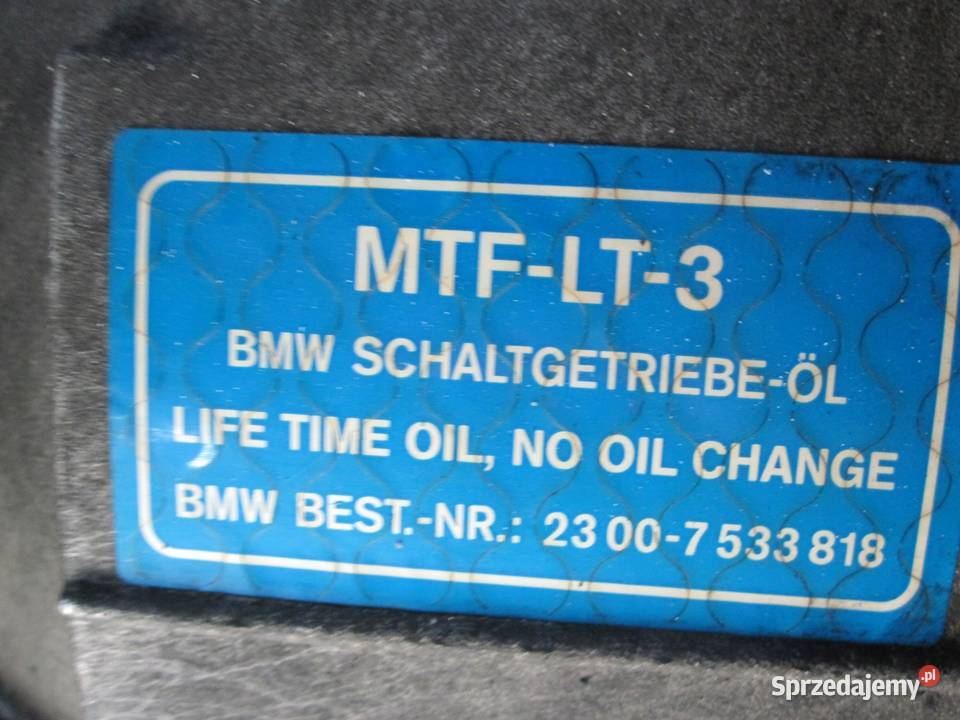 MTF-LT-3
BMW SCHALTGETRIEBE-ÖL
LIFE TIME OIL, NO OIL CHANGE
BMW BEST.-NR.: 23 00-7 533 818
Sprzedajemy.pl